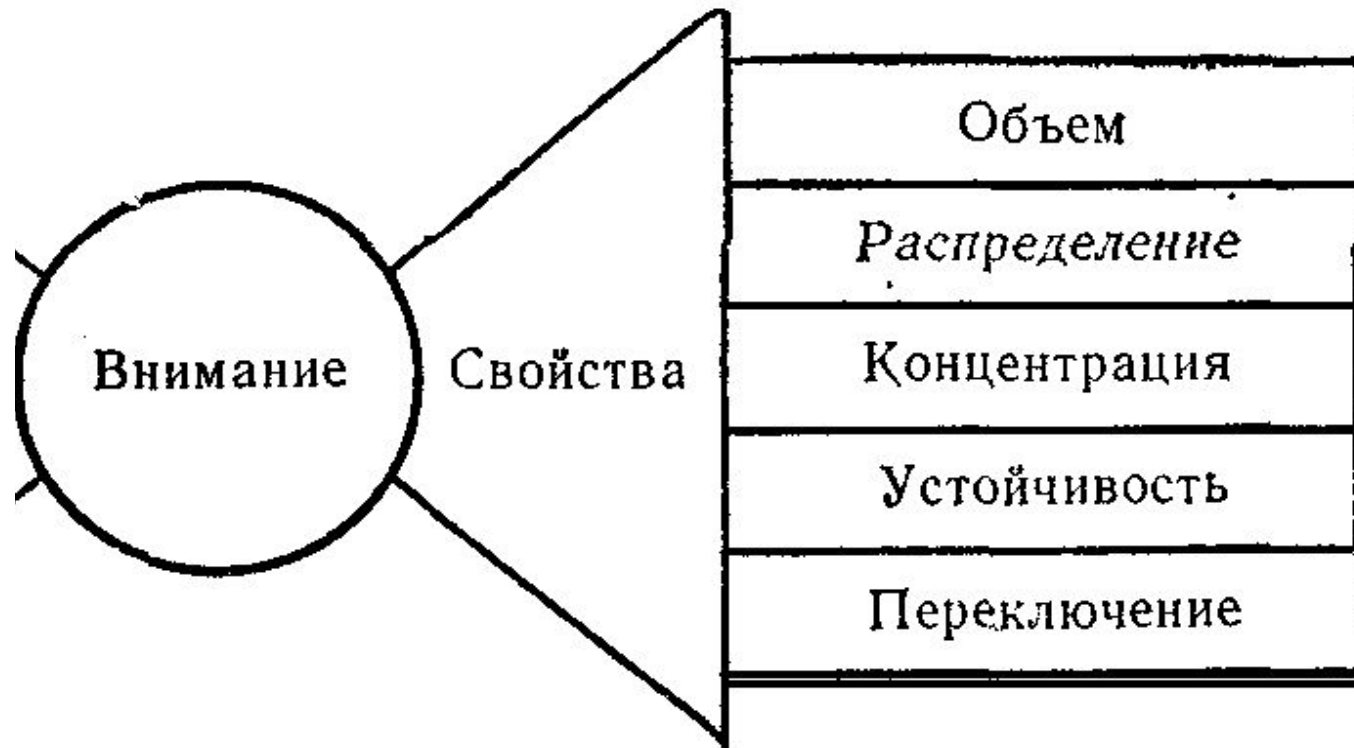 Внимание
Свойства
Объем
Распределение
Концентрация
Устойчивость
Переключение